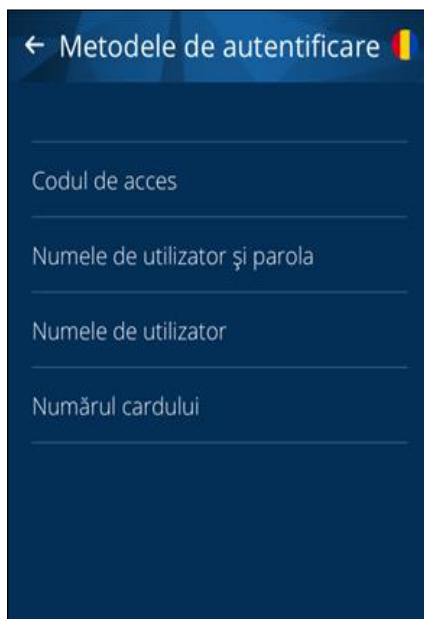 ← Metodele de autentificare
Codul de acces
Numele de utilizator şi parola
Numele de utilizator
Numărul cardului